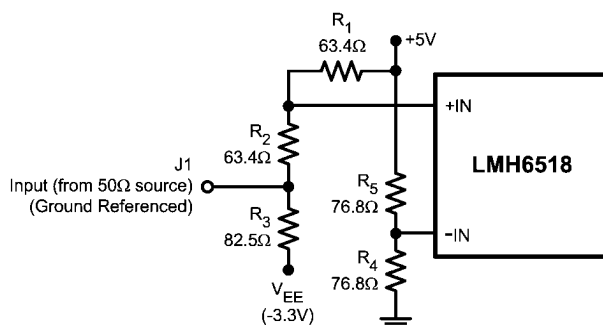 R1
63.4Ω
+5V
+IN
R2
63.4Ω
LMH6518
J1
Input (from 50Ω source)
(Ground Referenced)
R5
76.8Ω
R3
82.5Ω
-IN
R4
76.8Ω
VEE
(-3.3V)